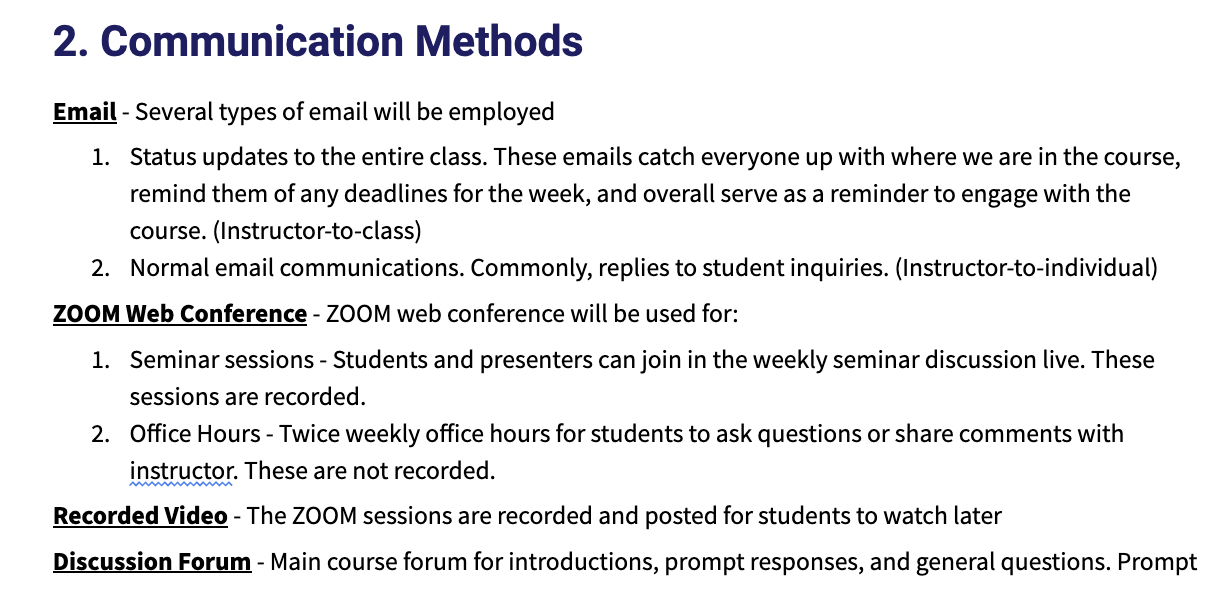 2. Communication Methods
Email - Several types of email will be employed
1. Status updates to the entire class. These emails catch everyone up with where we are in the course,
remind them of any deadlines for the week, and overall serve as a reminder to engage with the
course. (Instructor-to-class)
2. Normal email communications. Commonly, replies to student inquiries. (Instructor-to-individual)
ZOOM Web Conference - ZOOM web conference will be used for:
1. Seminar sessions - Students and presenters can join in the weekly seminar discussion live. These
sessions are recorded.
2. Office Hours - Twice weekly office hours for students to ask questions or share comments with
instructor. These are not recorded.
Recorded Video - The ZOOM sessions are recorded and posted for students to watch later
Discussion Forum - Main course forum for introductions, prompt responses, and general questions. Prompt